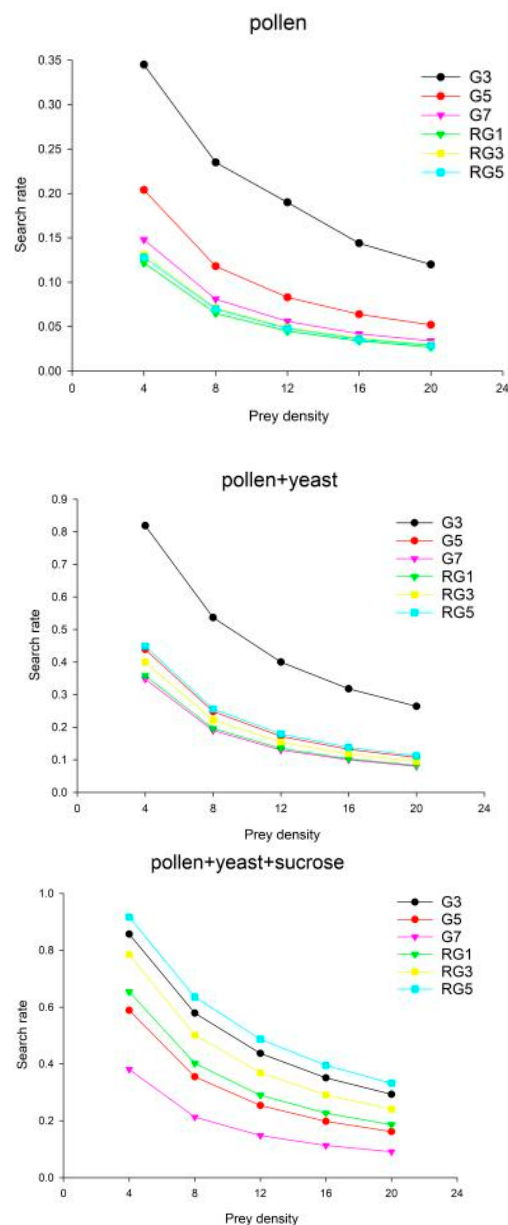 pollen
0.35
0.30
0.25
0.20
0.15
0.10
0.05
0.00
Search rate
G3
G5
G7
RG1
RG3
RG5
0 4 8 12 16 20 24
Prey density
pollen+yeast
0.9
0.8
0.7
0.6
0.5
0.4
0.3
0.2
0.1
0.0
Search rate
G3
G5
G7
RG1
RG3
RG5
0 4 8 12 16 20 24
Prey density
pollen+yeast+sucrose
1.0
0.8
0.6
0.4
0.2
0.0
Search rate
G3
G5
G7
RG1
RG3
RG5
0 4 8 12 16 20 24
Prey density